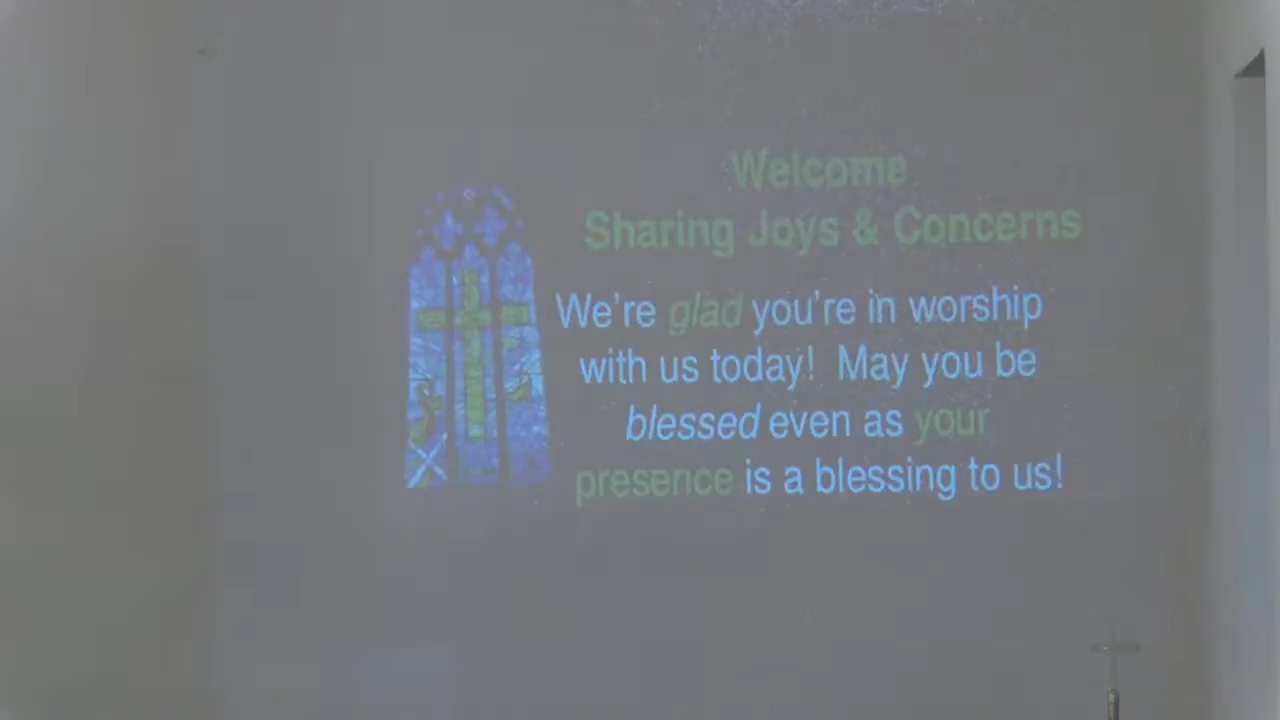 Welcome
Sharing Joys & Concerns
We're glad you're in worship
with us today!  May you be
blessed even as your
presence is a blessing to us!